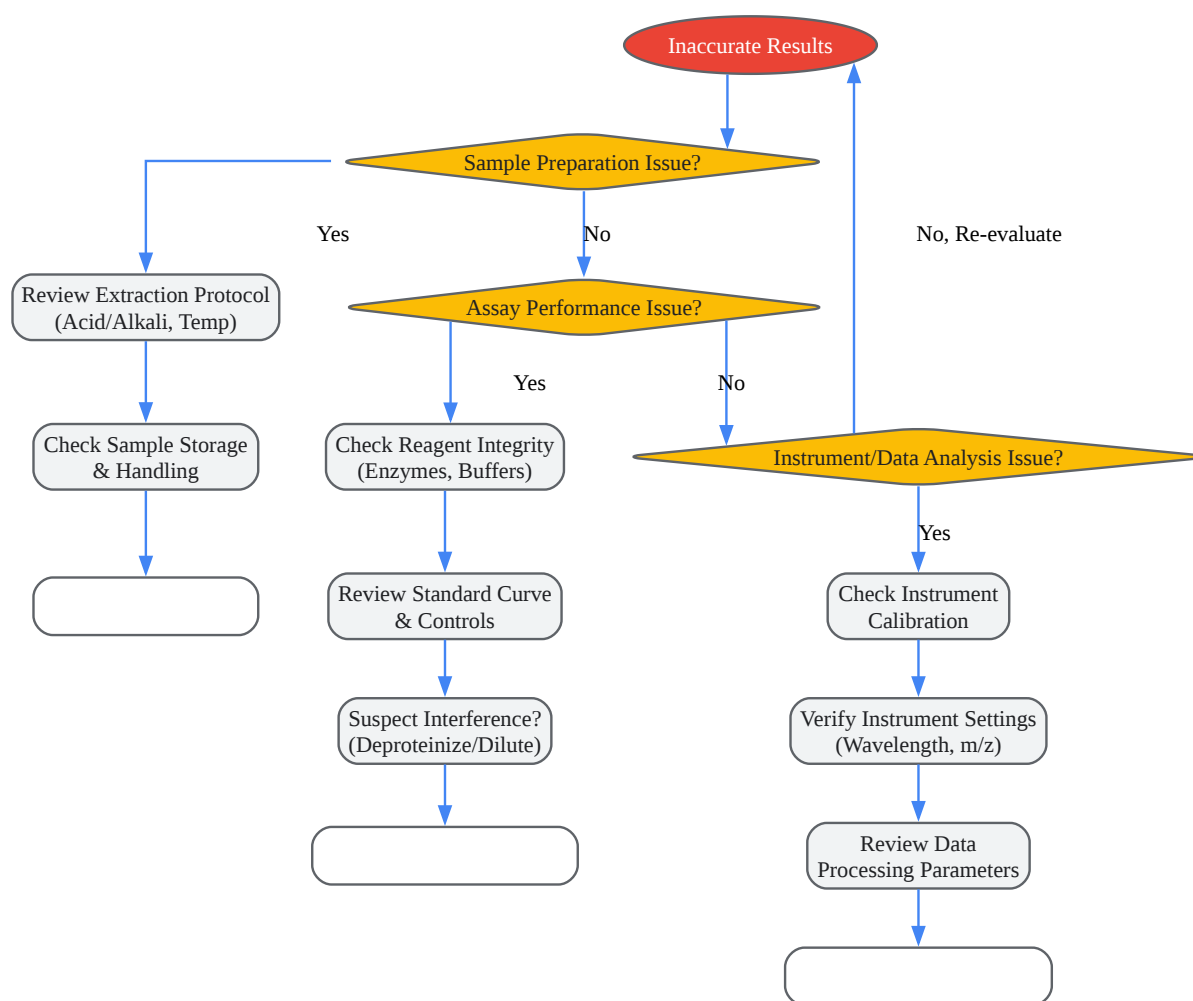 Inaccurate Results
Sample Preparation Issue?
Yes
No
No, Re-evaluate
Review Extraction Protocol
(Acid/Alkali, Temp)
Assay Performance Issue?
Yes
No
Check Sample Storage
& Handling
Check Reagent Integrity
(Enzymes, Buffers)
Instrument/Data Analysis Issue?
Yes
Review Standard Curve
& Controls
Check Instrument
Calibration
Suspect Interference?
(Deproteinize/Dilute)
Verify Instrument Settings
(Wavelength, m/z)
Review Data
Processing Parameters